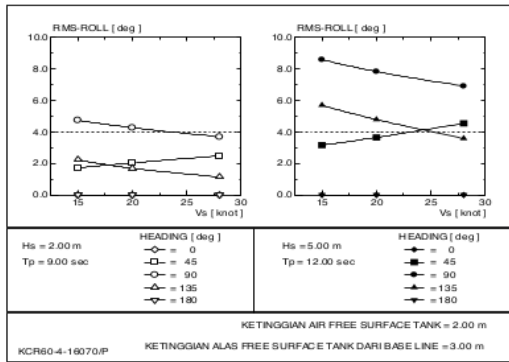 RMS-ROLL [ deg ]
10.0
8.0
6.0
4.0
2.0
0.0
10 15 20 25 30
Vs [ knot ]
RMS-ROLL [ deg ]
10.0
8.0
6.0
4.0
2.0
0.0
10 15 20 25 30
Vs [ knot ]
Hs = 2.00 m
Tp = 9.00 sec
HEADING [ deg ]
= 0
= 45
= 90
= 135
= 180
Hs = 5.00 m
Tp = 12.00 sec
HEADING [ deg ]
= 0
= 45
= 90
= 135
= 180
KETINGGIAN AIR FREE SURFACE TANK = 2.00 m
KCR60-4-16070/P KETINGGIAN ALAS FREE SURFACE TANK DARI BASE LINE = 3.00 m